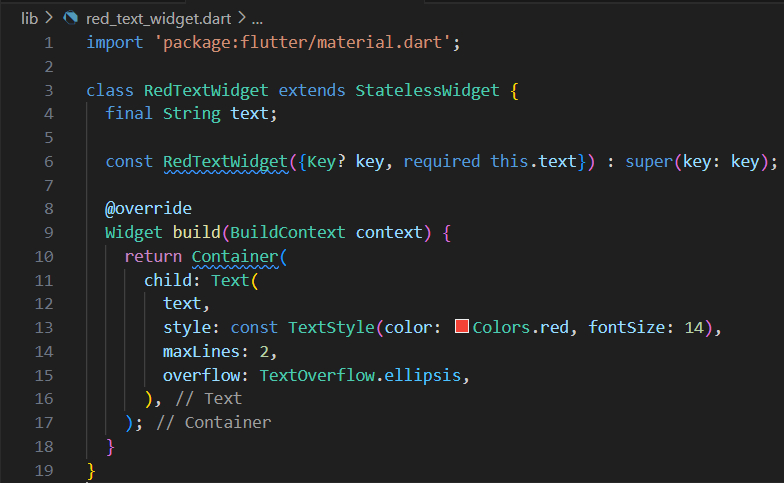 lib > red_text_widget.dart > ...
1 import 'package:flutter/material.dart';
2
3 class RedTextWidget extends StatelessWidget {
4   final String text;
5
6   const RedTextWidget({Key? key, required this.text}) : super(key: key);
7
8   @override
9   Widget build(BuildContext context) {
10     return Container(
11       child: Text(
12         text,
13         style: const TextStyle(color: Colors.red, fontSize: 14),
14         maxLines: 2,
15         overflow: TextOverflow.ellipsis,
16       ), // Text
17     ); // Container
18   }
19 }